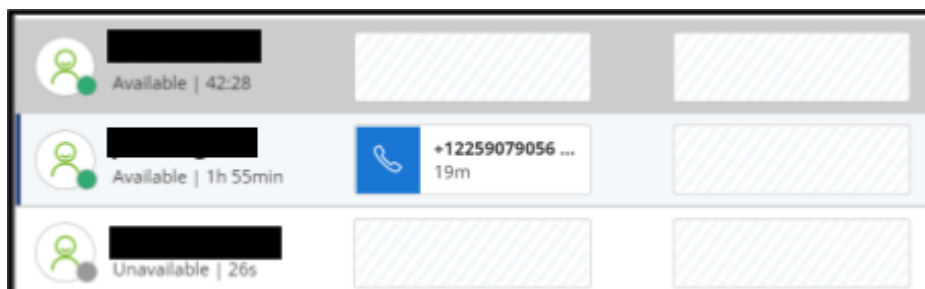 Available | 42:28
+12259079056 ...
19m
Available | 1h 55min
Unavailable | 26s